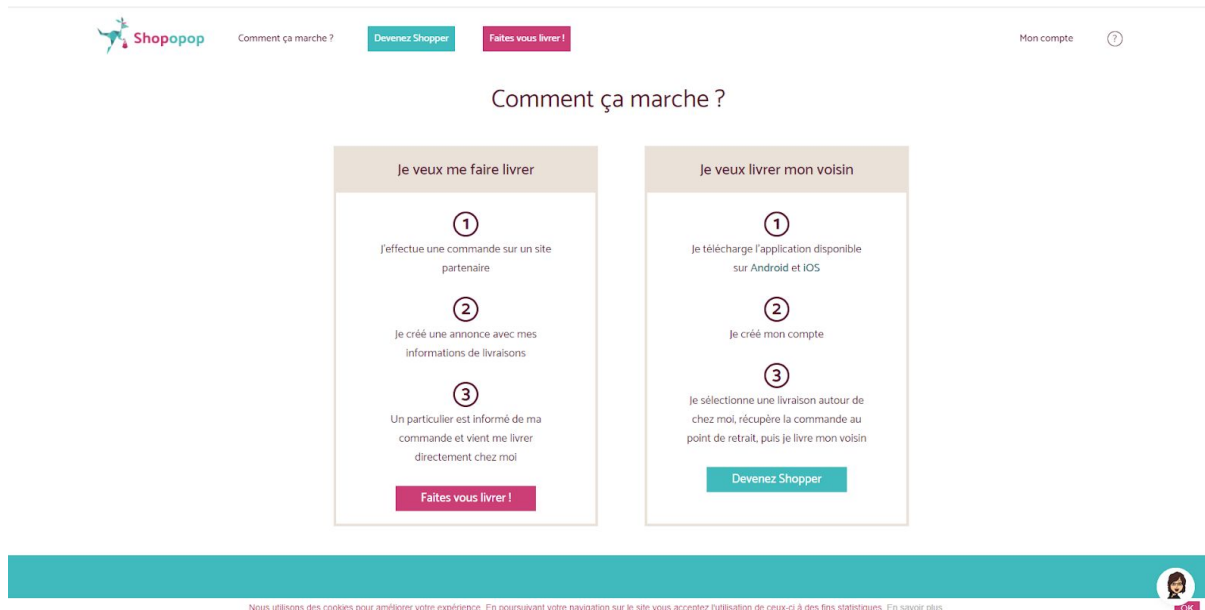 Shopopop
Comment ça marche ?
Devenez Shopper
Faites vous livrer !
Mon compte
?
Comment ça marche ?
Je veux me faire livrer
1
J'effectue une commande sur un site
partenaire
2
Je créé une annonce avec mes
informations de livraisons
3
Un particulier est informé de ma
commande et vient me livrer
directement chez moi
Faites vous livrer !
Je veux livrer mon voisin
1
Je télécharge l'application disponible
sur Android et iOS
2
Je créé mon compte
3
Je sélectionne une livraison autour de
chez moi, récupère la commande au
point de retrait, puis je livre mon voisin
Devenez Shopper
Nous utilisons des cookies pour améliorer votre expérience. En poursuivant votre navigation sur le site vous acceptez l'utilisation de ceux-ci à des fins statistiques. En savoir plus
OK